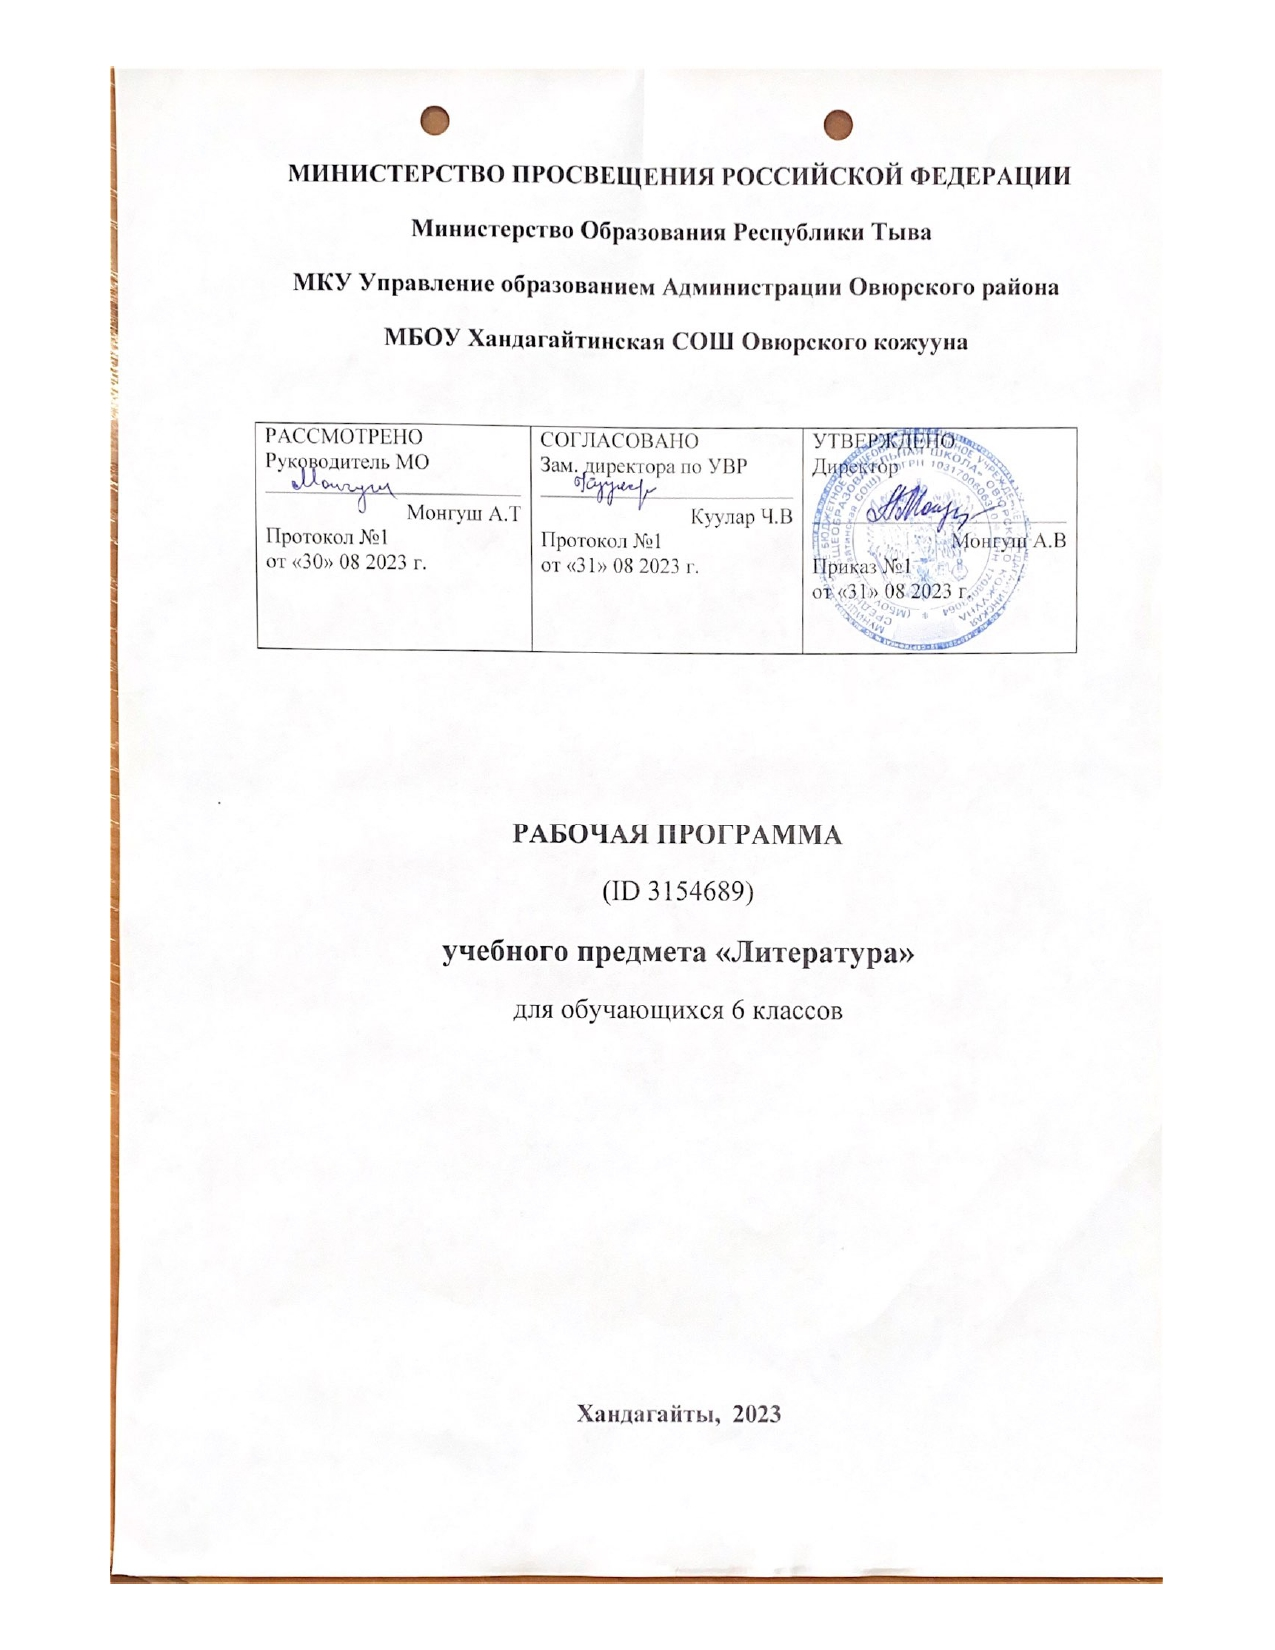 МИНИСТЕРСТВО ПРОСВЕЩЕНИЯ РОССИЙСКОЙ ФЕДЕРАЦИИ
Министерство Образования Республики Тыва
МКУ Управление образованием Администрации Овюрского района
МБОУ Хандагайтинская СОШ Овюрского кожууна
РАССМОТРЕНО
Руководитель МО
Монгуш А.Т
Протокол №1
от «30» 08 2023 г.
СОГЛАСОВАНО
Зам. директора по УВР
Куулар Ч.В
Протокол №1
от «31» 08 2023 г.
УТВЕРЖДЕНО
Директор
Монгуш А.В
Приказ №1
от «31» 08 2023 г.
РАБОЧАЯ ПРОГРАММА
(ID 3154689)
учебного предмета «Литература»
для обучающихся 6 классов
Хандагайты, 2023